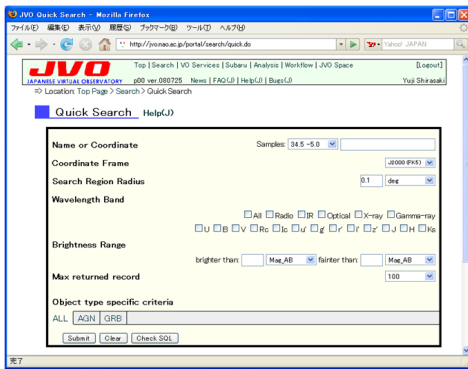 JVO Quick Search - Mozilla Firefox
ファイル(F) 編集(E) 表示(V) 履歴(S) ブックマーク(B) ツール(T) ヘルプ(H)
http://jvo.nao.ac.jp/portal/search/quick.do
Yahoo! JAPAN
JVO
JAPANESE VIRTUAL OBSERVATORY
Top | Search | VO Services | Subaru | Analysis | Workflow | JVO Space [Logout]
p00 ver.080725 News | FAQ(J) | Help(J) | Bugs(J) Yuji Shirasaki
⇨ Location: Top Page > Search > Quick Search
Quick Search Help(J)
Name or Coordinate Samples: 34.5 -5.0
Coordinate Frame J2000 (FK5)
Search Region Radius 0.1 deg
Wavelength Band
All Radio IR Optical X-ray Gamma-ray
U B V Rc Ic u' g' r' i' z' J H Ks
Brightness Range
brighter than: Mag_AB fainter than: Mag_AB
Max returned record 100
Object type specific criteria
ALL AGN GRB
Submit Clear Check SQL
完了